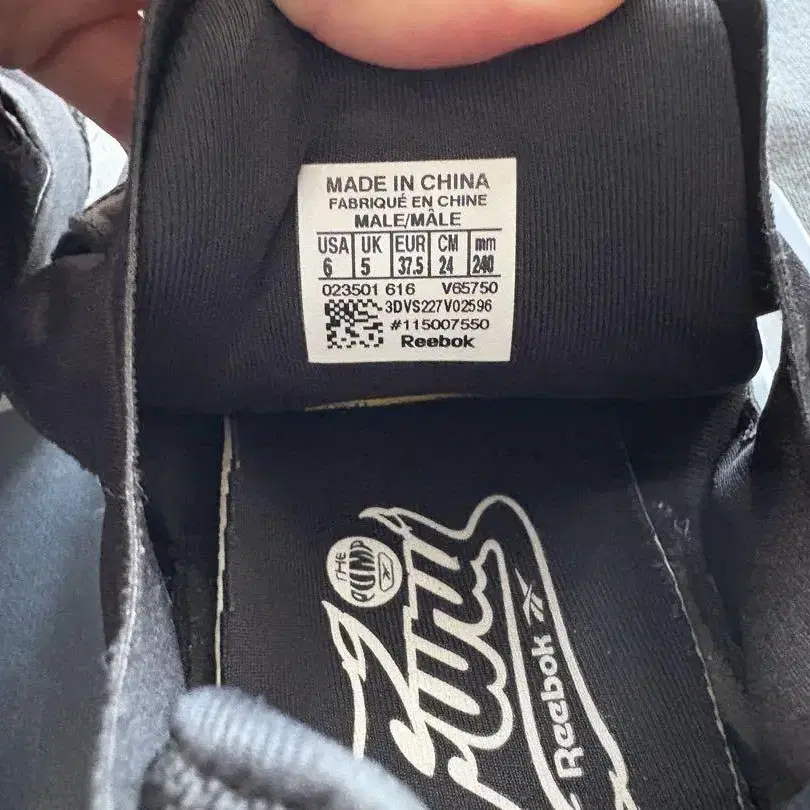 MADE IN CHINA
FABRIQUÉ EN CHINE
MALE/MÂLE
USA UK EUR CM mm
6 5 37.5 24 240
023501 616 V65750
3DVS227V02596
#115007550
Reebok
THE
PUMP
Fury
Reebok